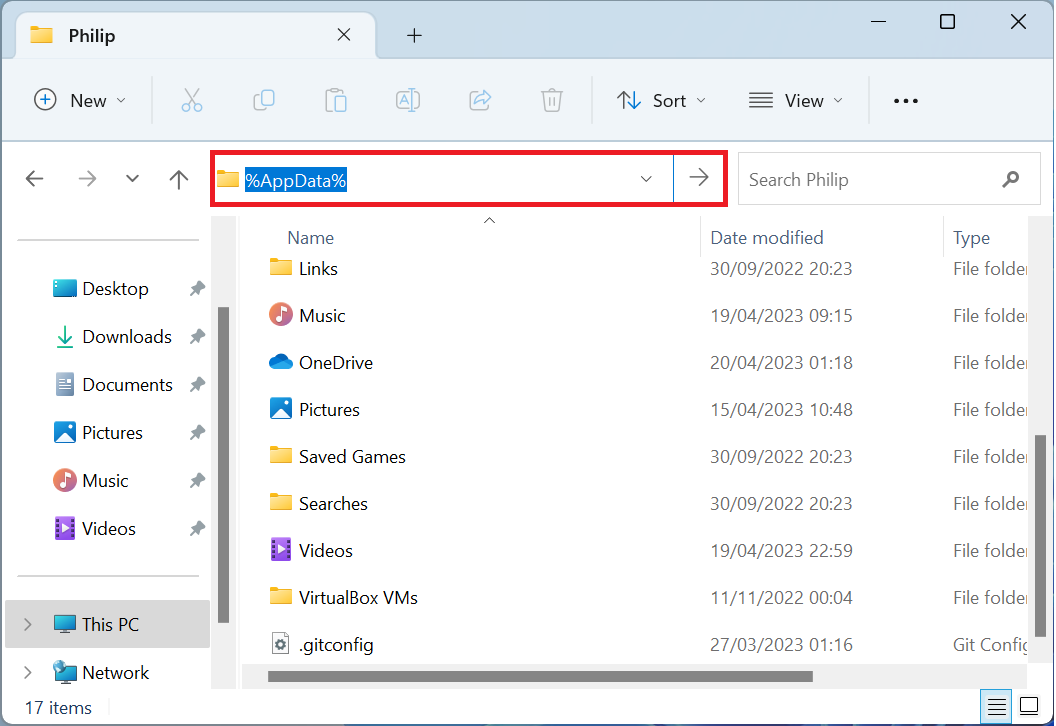 Philip
New
Sort
View
%AppData%
Search Philip
Name Date modified Type
Desktop
Downloads
Documents
Pictures
Music
Videos
This PC
Network
Links 30/09/2022 20:23 File folder
Music 19/04/2023 09:15 File folder
OneDrive 20/04/2023 01:18 File folder
Pictures 15/04/2023 10:48 File folder
Saved Games 30/09/2022 20:23 File folder
Searches 30/09/2022 20:23 File folder
Videos 19/04/2023 22:59 File folder
VirtualBox VMs 11/11/2022 00:04 File folder
.gitconfig 27/03/2023 01:16 Git Config
17 items